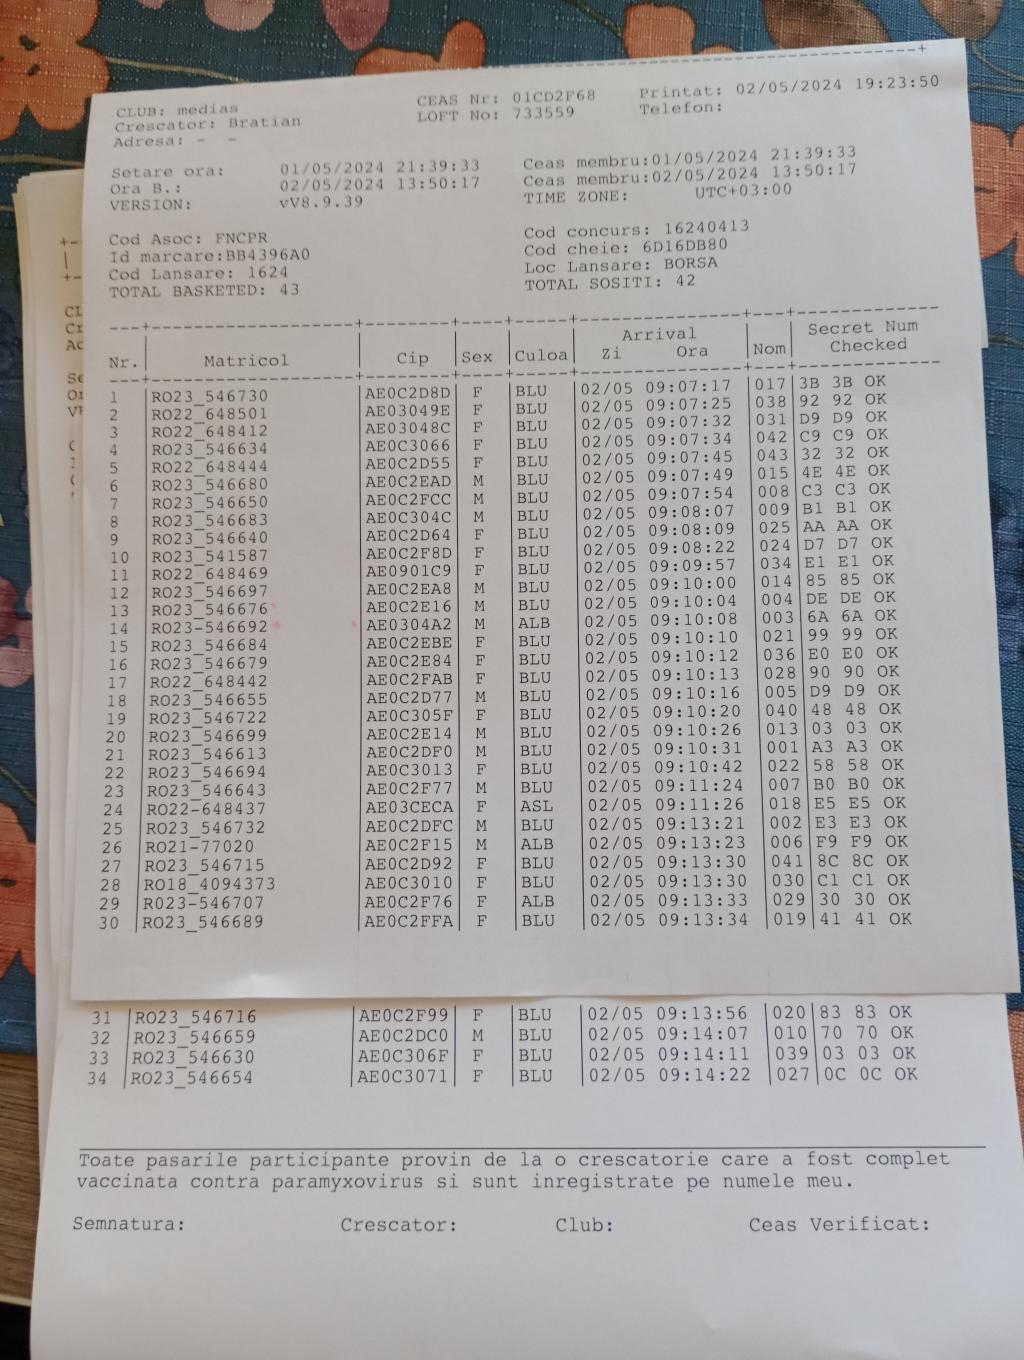 CLUB: medias CEAS Nr: 01CD2F68 Printat: 02/05/2024 19:23:50
Crescator: Bratian LOFT No: 733559 Telefon:
Adresa: - -
Setare ora: 01/05/2024 21:39:33 Ceas membru:01/05/2024 21:39:33
Ora B.: 02/05/2024 13:50:17 Ceas membru:02/05/2024 13:50:17
VERSION: vV8.9.39 TIME ZONE: UTC+03:00
Cod Asoc: FNCPR Cod concurs: 16240413
Id marcare:BB4396A0 Cod cheie: 6D16DB80
Cod Lansare: 1624 Loc Lansare: BORSA
TOTAL BASKETED: 43 TOTAL SOSITI: 42
Arrival Secret Num
Nr. Matricol Cip Sex Culoa Zi Ora Nom Checked
1 RO23_546730 AE0C2D8D F BLU 02/05 09:07:17 017 3B 3B OK
2 RO22_648501 AE03049E F BLU 02/05 09:07:25 038 92 92 OK
3 RO22_648412 AE03048C F BLU 02/05 09:07:32 031 D9 D9 OK
4 RO23_546634 AE0C3066 F BLU 02/05 09:07:34 042 C9 C9 OK
5 RO22_648444 AE0C2D55 F BLU 02/05 09:07:45 043 32 32 OK
6 RO23_546680 AE0C2EAD M BLU 02/05 09:07:49 015 4E 4E OK
7 RO23_546650 AE0C2FCC F BLU 02/05 09:07:54 008 C3 C3 OK
8 RO23_546683 AE0C304C M BLU 02/05 09:08:07 009 B1 B1 OK
9 RO23_546640 AE0C2D64 F BLU 02/05 09:08:09 025 AA AA OK
10 RO23_541587 AE0C2F8D F BLU 02/05 09:08:22 024 D7 D7 OK
11 RO22_648469 AE0901C9 F BLU 02/05 09:09:57 034 E1 E1 OK
12 RO23_546697 AE0C2EA8 M BLU 02/05 09:10:00 014 85 85 OK
13 RO23_546676 AE0C2E16 M BLU 02/05 09:10:04 004 DE DE OK
14 RO23-546692 AE0304A2 M ALB 02/05 09:10:08 003 6A 6A OK
15 RO23_546684 AE0C2EBE F BLU 02/05 09:10:10 021 99 99 OK
16 RO23_546679 AE0C2E84 F BLU 02/05 09:10:12 036 E0 E0 OK
17 RO22_648442 AE0C2FAB F BLU 02/05 09:10:13 028 90 90 OK
18 RO23_546655 AE0C2D77 M BLU 02/05 09:10:16 005 D9 D9 OK
19 RO23_546722 AE0C305F F BLU 02/05 09:10:20 040 48 48 OK
20 RO23_546699 AE0C2E14 M BLU 02/05 09:10:26 013 03 03 OK
21 RO23_546613 AE0C2DF0 M BLU 02/05 09:10:31 001 A3 A3 OK
22 RO23_546694 AE0C3013 F BLU 02/05 09:10:42 022 58 58 OK
23 RO23_546643 AE0C2F77 M BLU 02/05 09:11:24 007 B0 B0 OK
24 RO22-648437 AE03CECA F ASL 02/05 09:11:26 018 E5 E5 OK
25 RO23_546732 AE0C2DFC M BLU 02/05 09:13:21 002 E3 E3 OK
26 RO21-77020 AE0C2F15 M ALB 02/05 09:13:23 006 F9 F9 OK
27 RO23_546715 AE0C2D92 F BLU 02/05 09:13:30 041 8C 8C OK
28 RO18_4094373 AE0C3010 F BLU 02/05 09:13:30 030 C1 C1 OK
29 R023-546707 AE0C2F76 F ALB 02/05 09:13:33 029 30 30 OK
30 RO23_546689 AE0C2FFA F BLU 02/05 09:13:34 019 41 41 OK
31 RO23_546716 AE0C2F99 F BLU 02/05 09:13:56 020 83 83 OK
32 RO23_546659 AE0C2DC0 M BLU 02/05 09:14:07 010 70 70 OK
33 RO23_546630 AE0C306F F BLU 02/05 09:14:11 039 03 03 OK
34 RO23_546654 AE0C3071 F BLU 02/05 09:14:22 027 0C 0C OK
Toate pasarile participante provin de la o crescatorie care a fost complet
vaccinata contra paramyxovirus si sunt inregistrate pe numele meu.
Semnatura: Crescator: Club: Ceas Verificat: